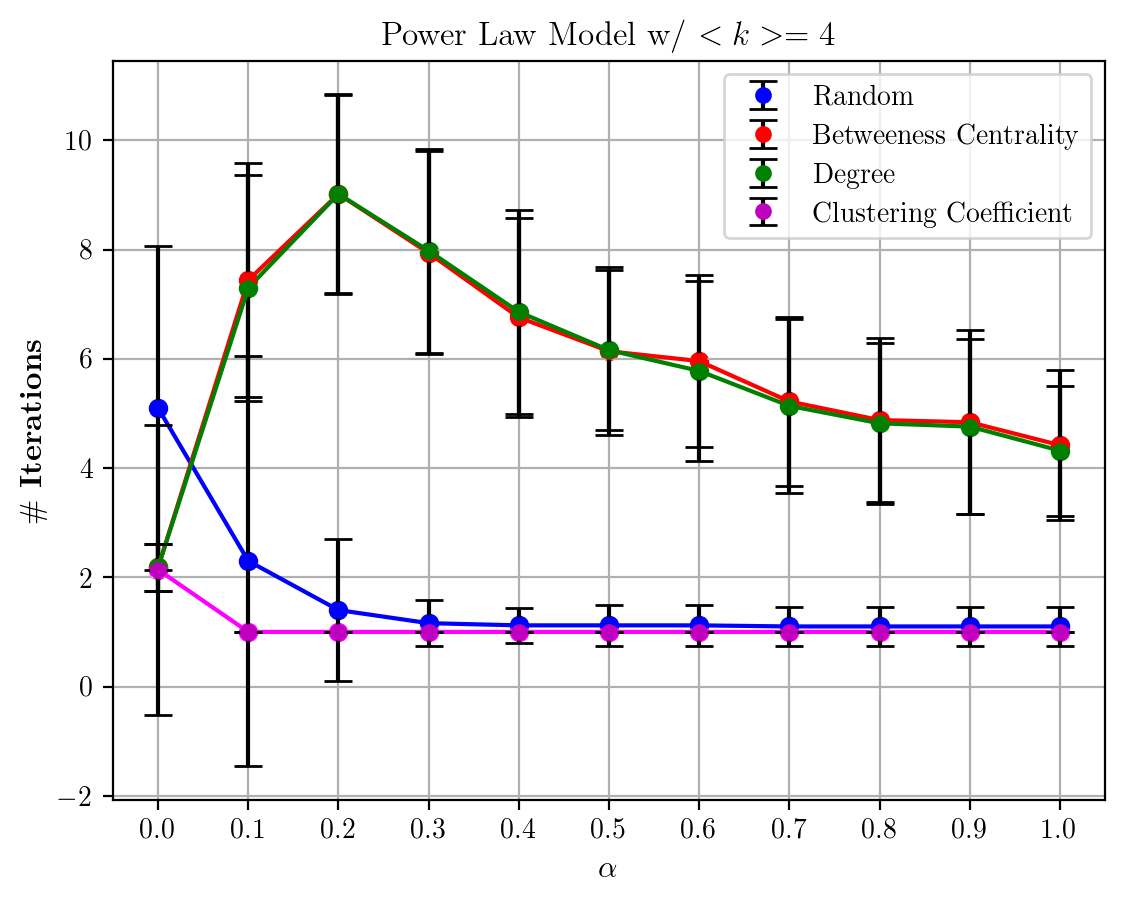 Power Law Model w/ < k >= 4
Random
Betweeness Centrality
Degree
Clustering Coefficient
# Iterations
10
8
6
4
2
0
−2
0.0 0.1 0.2 0.3 0.4 0.5 0.6 0.7 0.8 0.9 1.0
α